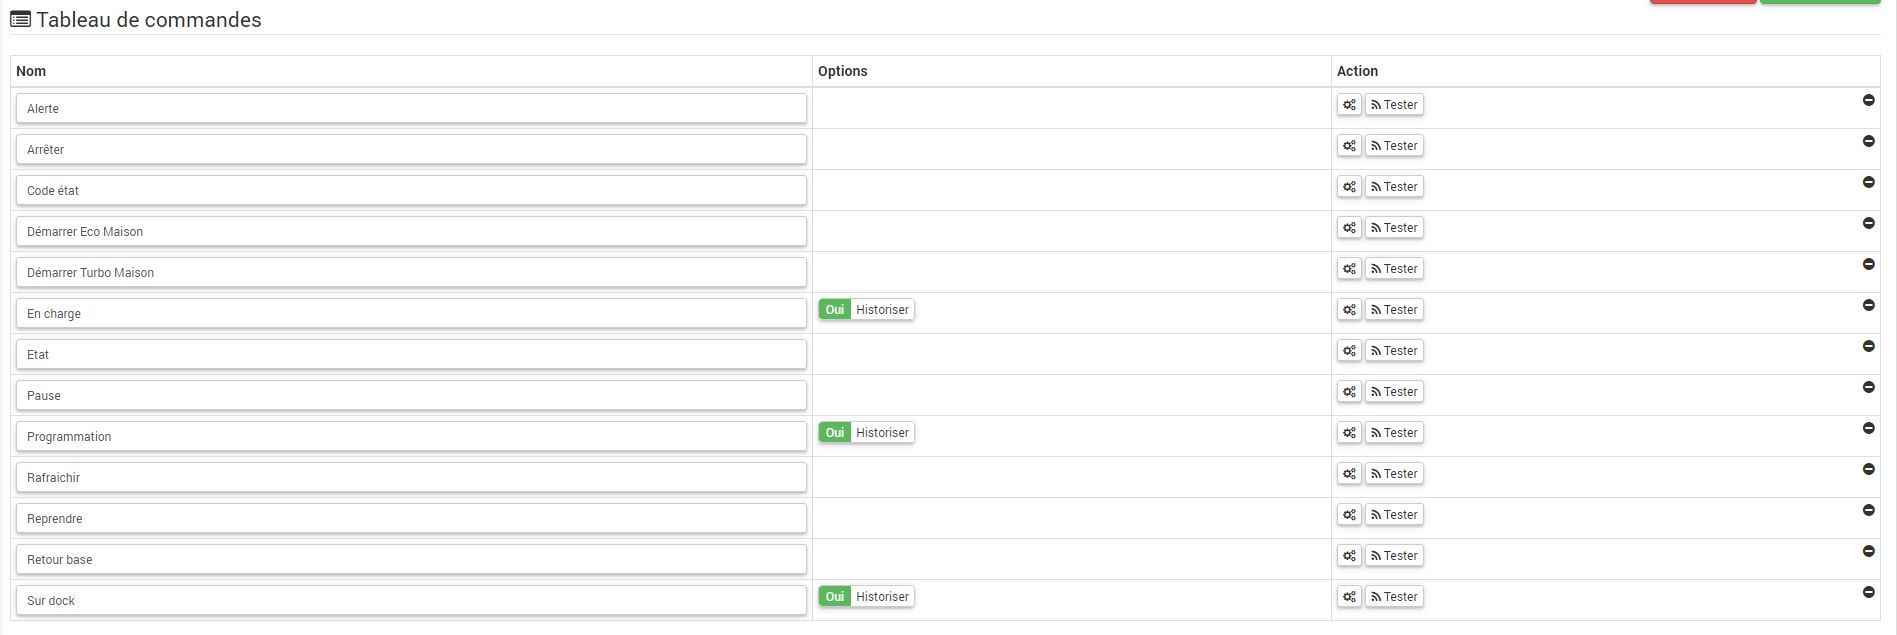 Tableau de commandes
Nom Options Action
Alerte Tester
Arrêter Tester
Code état Tester
Démarrer Eco Maison Tester
Démarrer Turbo Maison Tester
En charge Oui Historiser Tester
Etat Tester
Pause Tester
Programmation Oui Historiser Tester
Rafraichir Tester
Reprendre Tester
Retour base Tester
Sur dock Oui Historiser Tester